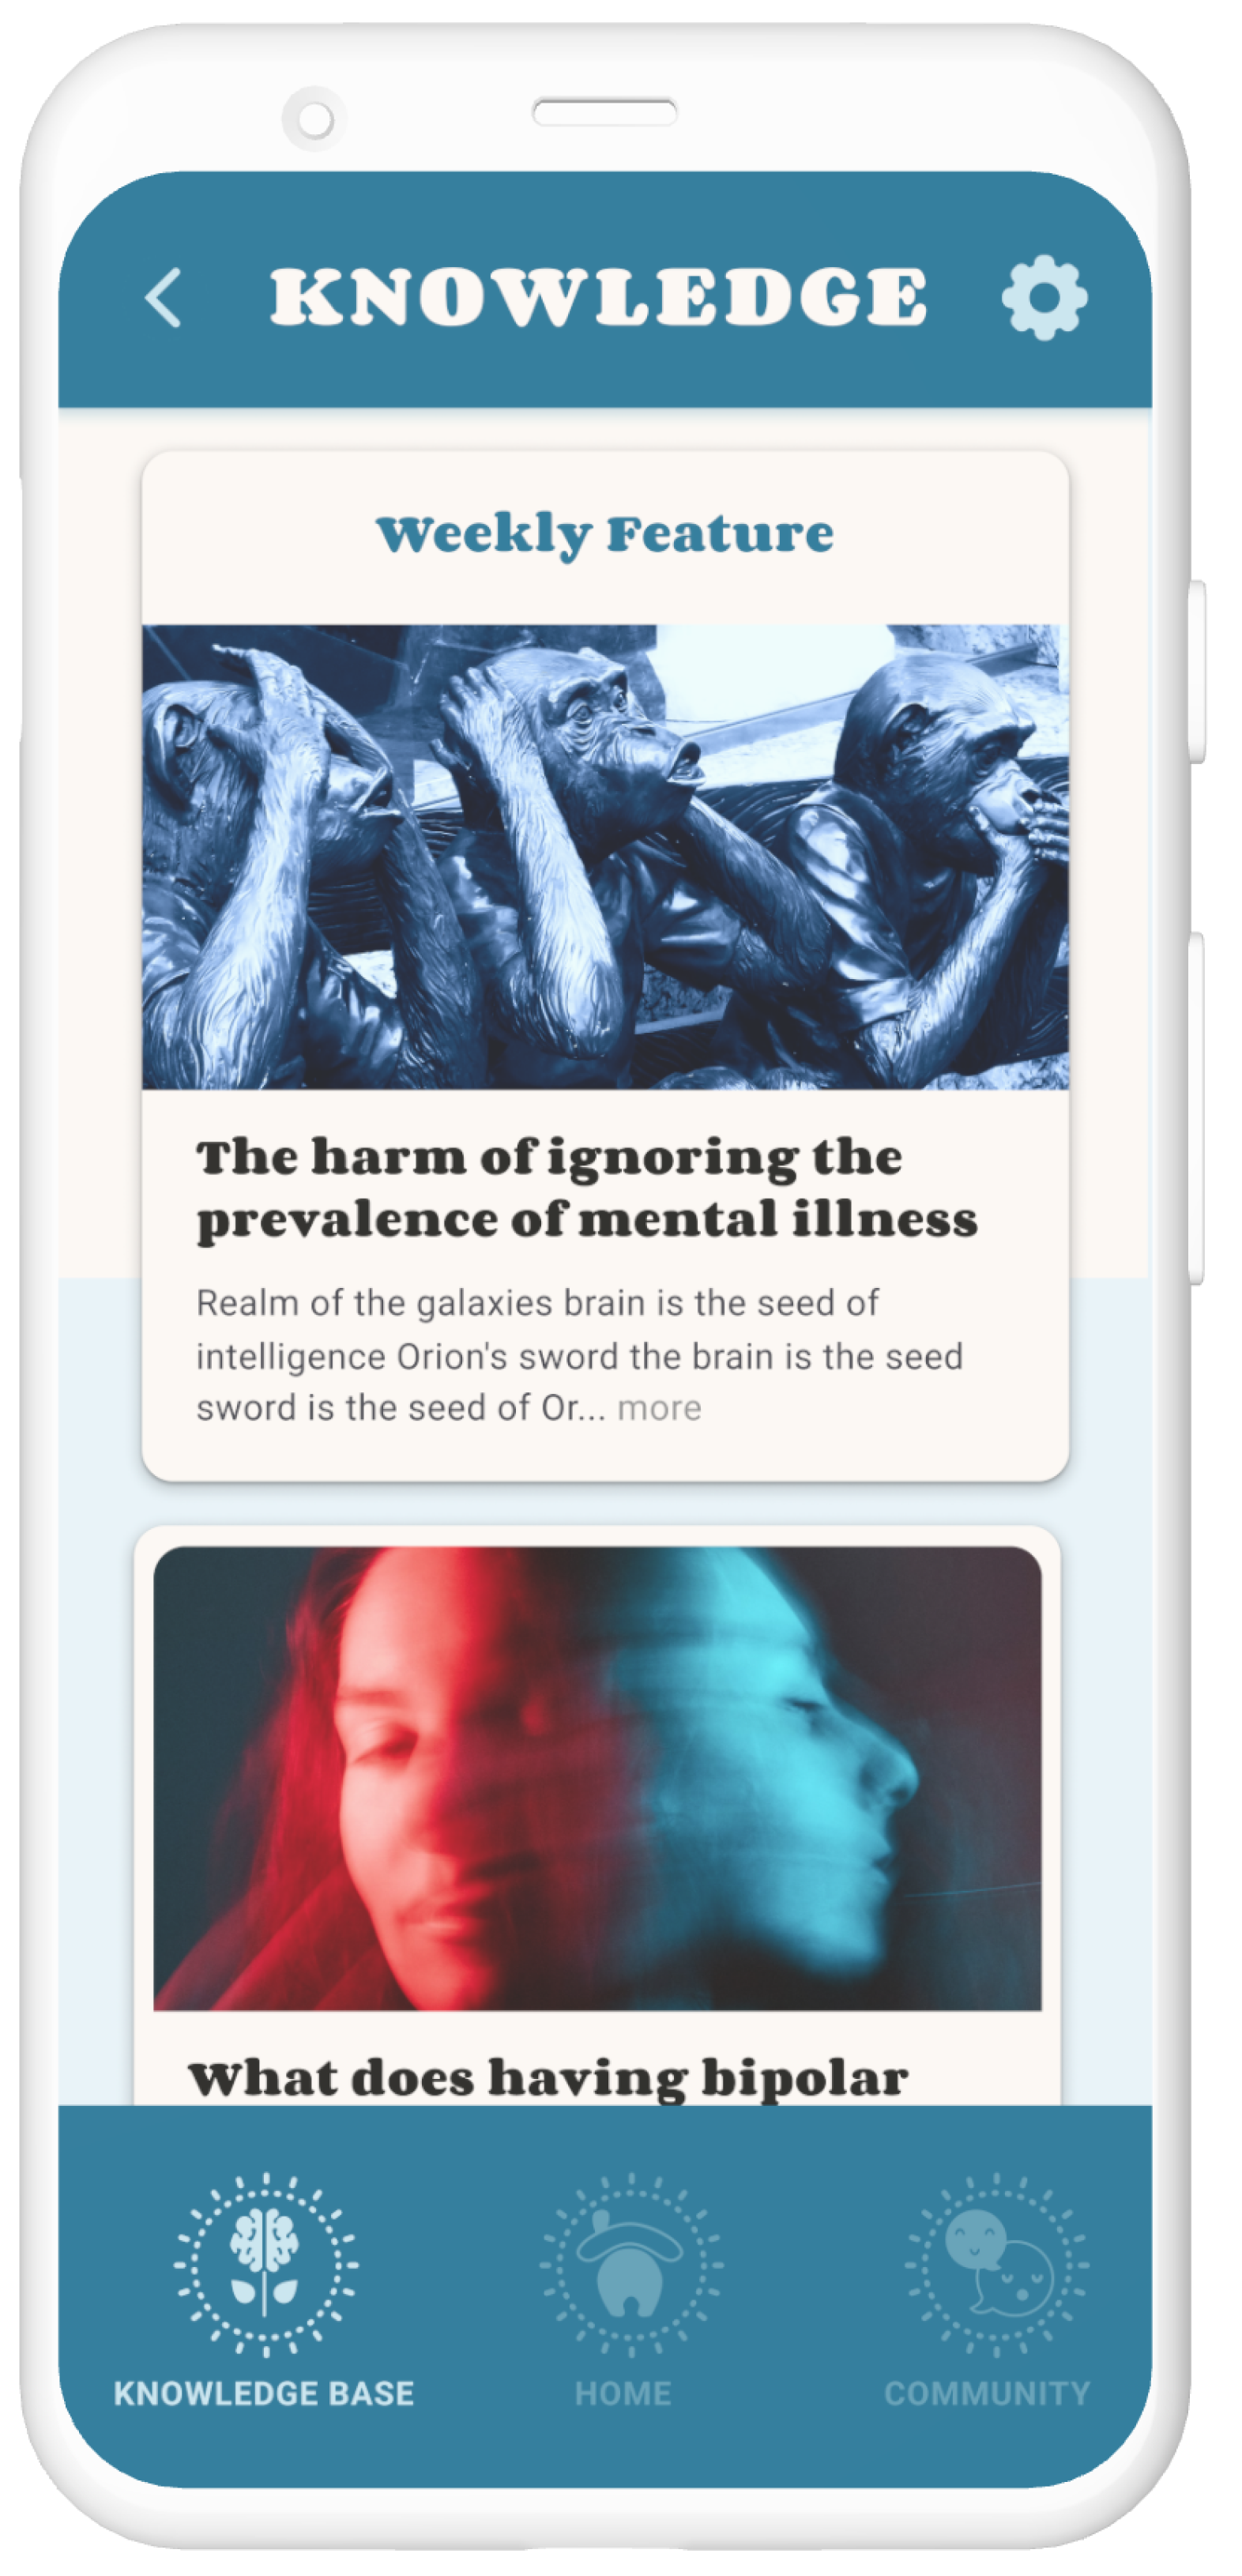 KNOWLEDGE
Weekly Feature
The harm of ignoring the
prevalence of mental illness
Realm of the galaxies brain is the seed of
intelligence Orion's sword the brain is the seed
sword is the seed of Or... more
What does having bipolar
KNOWLEDGE BASE
HOME
COMMUNITY